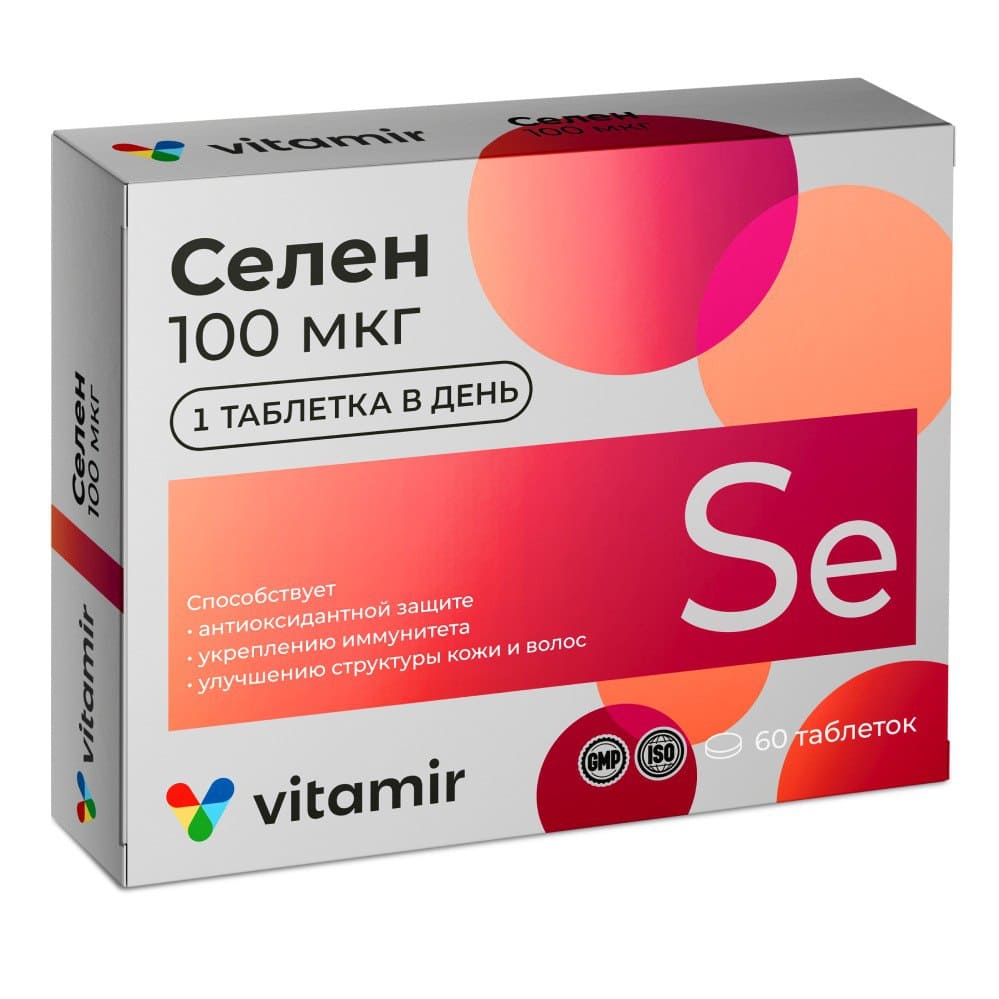 vitamir
Селен
100 мкг
Селен
100 мкг
1 ТАБЛЕТКА В ДЕНЬ
Se
Способствует
• антиоксидантной защите
• укреплению иммунитета
• улучшению структуры кожи и волос
GMP
ISO
60 таблеток
vitamir
Селен
100 мкг
vitamir